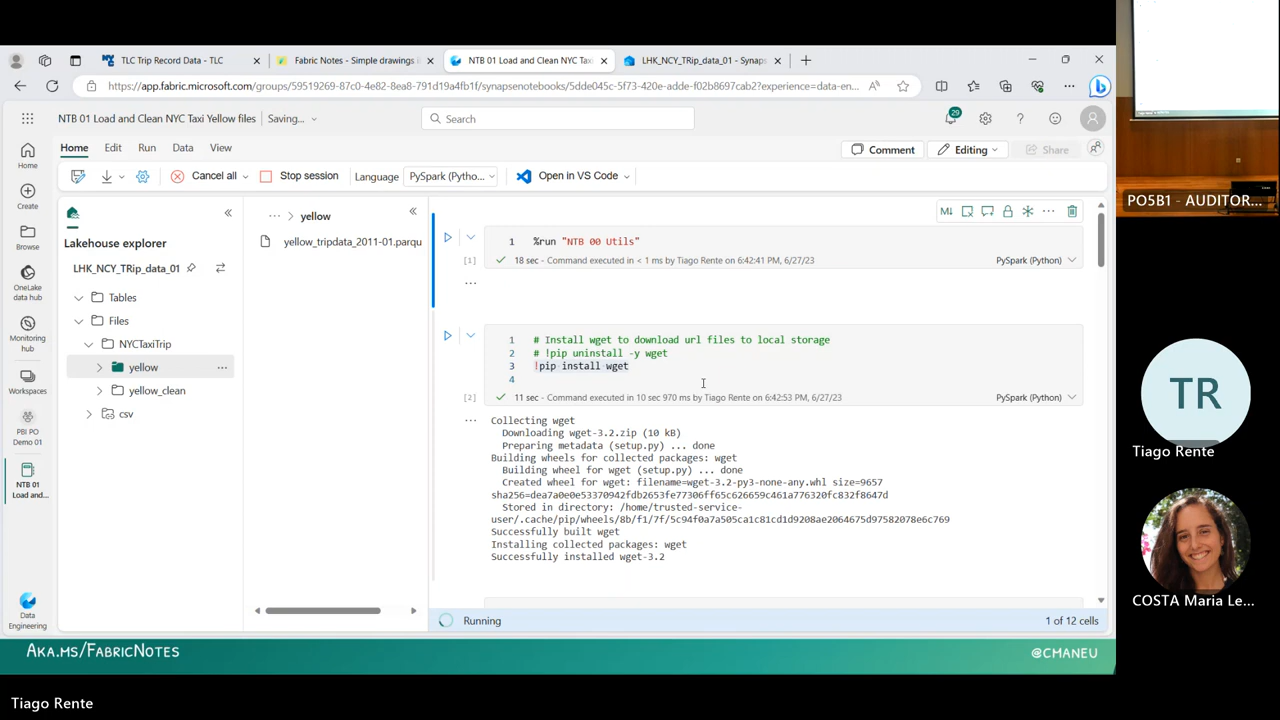 TLC Trip Record Data - TLC
Fabric Notes - Simple drawings
NTB 01 Load and Clean NYC Taxi
LHK_NCY_TRip_data_01 - Synaps
https://app.fabric.microsoft.com/groups/59519269-87c0-4e82-8ea8-791d19a4fb1f/synapsenotebooks/5dde045c-5f73-420e-adde-f02b8697cab2?experience=data-en...
NTB 01 Load and Clean NYC Taxi Yellow files
Saving...
Search
29
Home Edit Run Data View
Comment
Editing
Share
Cancel all
Stop session
Language
PySpark (Pytho...
Open in VS Code
Home
Create
Browse
OneLake
data hub
Monitoring
hub
Workspaces
PBI PO
Demo 01
NTB 01
Load and...
Data
Engineering
Lakehouse explorer
LHK_NCY_TRip_data_01
Tables
Files
NYCTaxiTrip
yellow
...
yellow_clean
csv
... > yellow
yellow_tripdata_2011-01.parqu
M↓
1 %run "NTB 00 Utils"
[1] 18 sec - Command executed in < 1 ms by Tiago Rente on 6:42:41 PM, 6/27/23
PySpark (Python)
...
1 # Install wget to download url files to local storage
2 # !pip uninstall -y wget
3 !pip install wget
4
[2] 11 sec - Command executed in 10 sec 970 ms by Tiago Rente on 6:42:53 PM, 6/27/23
PySpark (Python)
...
Collecting wget
Downloading wget-3.2.zip (10 kB)
Preparing metadata (setup.py) ... done
Building wheels for collected packages: wget
Building wheel for wget (setup.py) ... done
Created wheel for wget: filename=wget-3.2-py3-none-any.whl size=9657
sha256=dea7a0e0e53370942fdb2653fe77306ff65c626659c461a776320fc832f8647d
Stored in directory: /home/trusted-service-
user/.cache/pip/wheels/8b/f1/7f/5c94f0a7a505ca1c81cd1d9208ae2064675d97582078e6c769
Successfully built wget
Installing collected packages: wget
Successfully installed wget-3.2
Running
1 of 12 cells
AKA.MS/FABRICNOTES
@CMANEU
Tiago Rente
PO5B1 - AUDITOR...
TR
Tiago Rente
COSTA Maria Le...